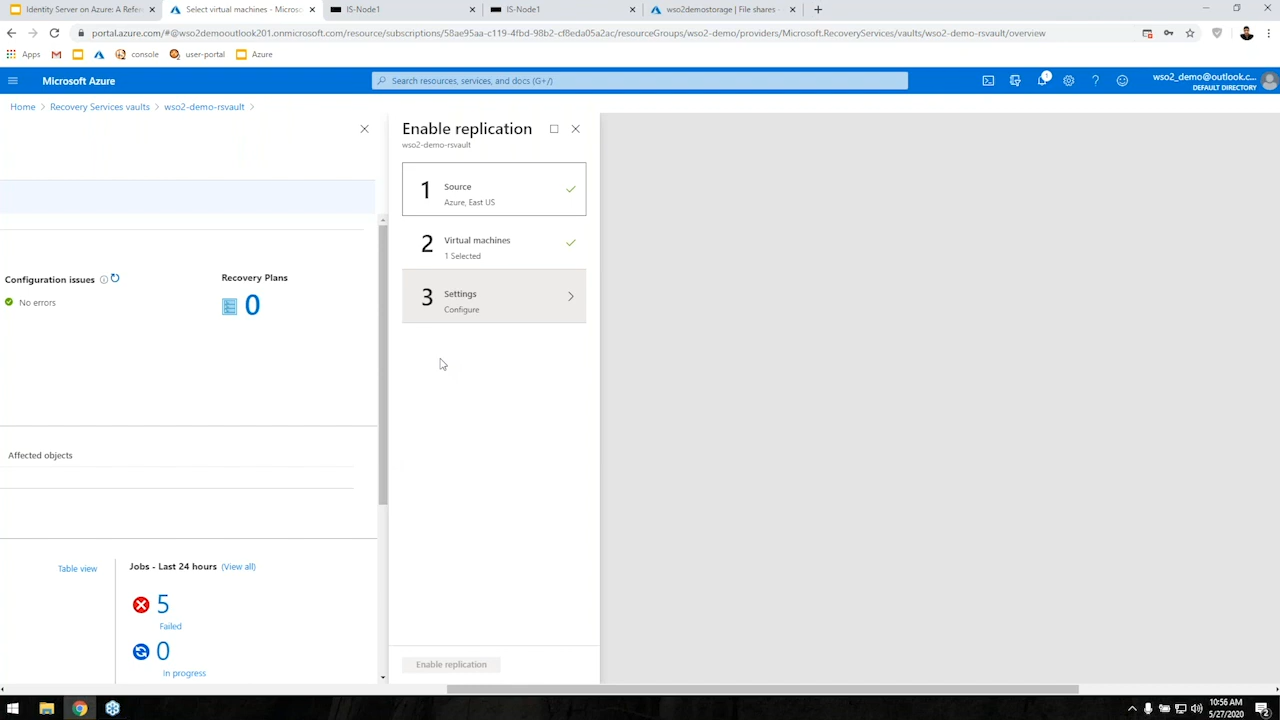 Identity Server on Azure: A Refere
Select virtual machines - Microso
IS-Node1
IS-Node1
wso2demostorage | File shares -
portal.azure.com/#@wso2demooutlook201.onmicrosoft.com/resource/subscriptions/58ae95aa-c119-4fbd-98b2-cf8eda05a2ac/resourceGroups/wso2-demo/providers/Microsoft.RecoveryServices/vaults/wso2-demo-rsvault/overview
Apps
console
user-portal
Azure
Microsoft Azure
Search resources, services, and docs (G+/)
1
wso2_demo@outlook.c...
DEFAULT DIRECTORY
Home > Recovery Services vaults > wso2-demo-rsvault >
Enable replication
wso2-demo-rsvault
1
Source
Azure, East US
2
Virtual machines
1 Selected
3
Settings
Configure
Configuration issues
No errors
Recovery Plans
0
Affected objects
Table view
Jobs - Last 24 hours (View all)
5
Failed
0
In progress
Enable replication
10:56 AM
5/27/2020
2